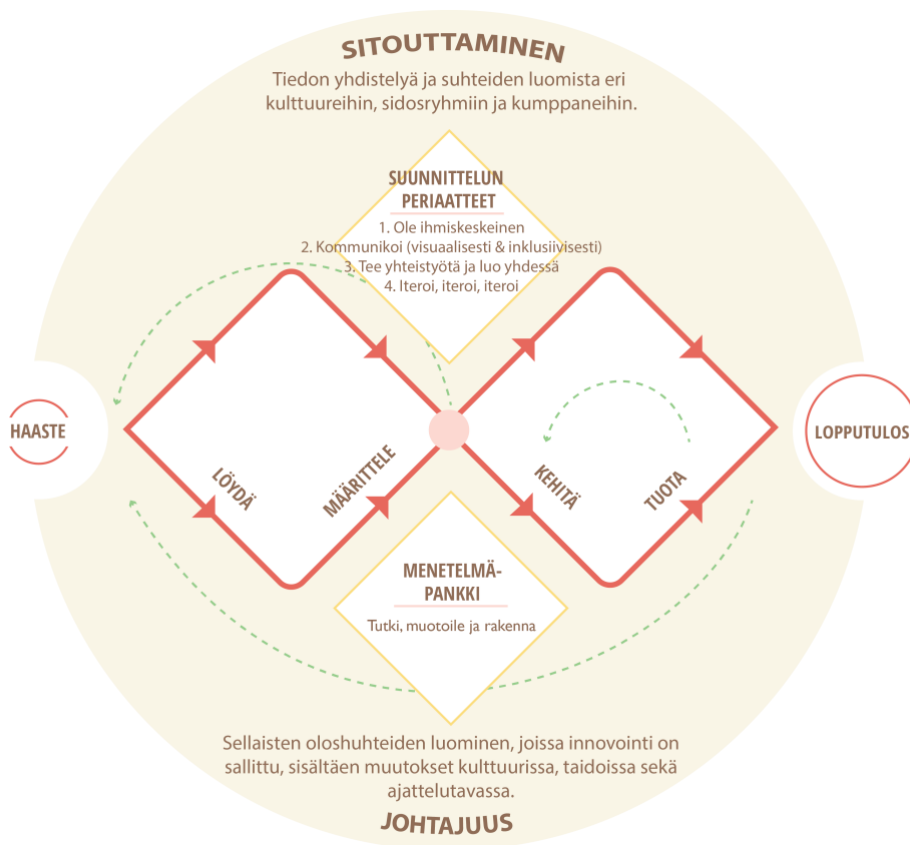 SITOUTTAMINEN
Tiedon yhdistelyä ja suhteiden luomista eri
kulttuureihin, sidosryhmiin ja kumppaneihin.
SUUNNITTELUN
PERIAATTEET
1. Ole ihmiskeskeinen
2. Kommunikoi (visuaalisesti & inklusiivisesti)
3. Tee yhteistyötä ja luo yhdessä
4. Iteroi, iteroi, iteroi
HAASTE
LÖYDÄ
MÄÄRITTELE
KEHITÄ
TUOTA
LOPPUTULOS
MENETELMÄ-
PANKKI
Tutki, muotoile ja rakenna
Sellaisten oloshuhteiden luominen, joissa innovointi on
sallittu, sisältäen muutokset kulttuurissa, taidoissa sekä
ajattelutavassa.
JOHTAJUUS